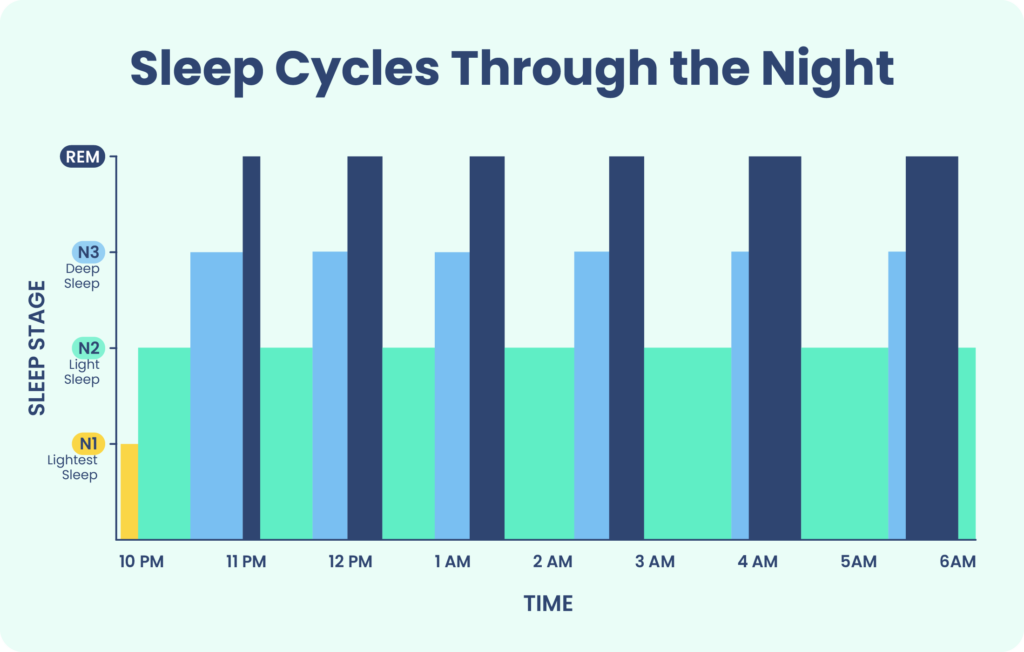 Sleep Cycles Through the Night
REM
N3
Deep
Sleep
N2
Light
Sleep
N1
Lightest
Sleep
SLEEP STAGE
10 PM
11 PM
12 PM
1 AM
2 AM
3 AM
4 AM
5AM
6AM
TIME